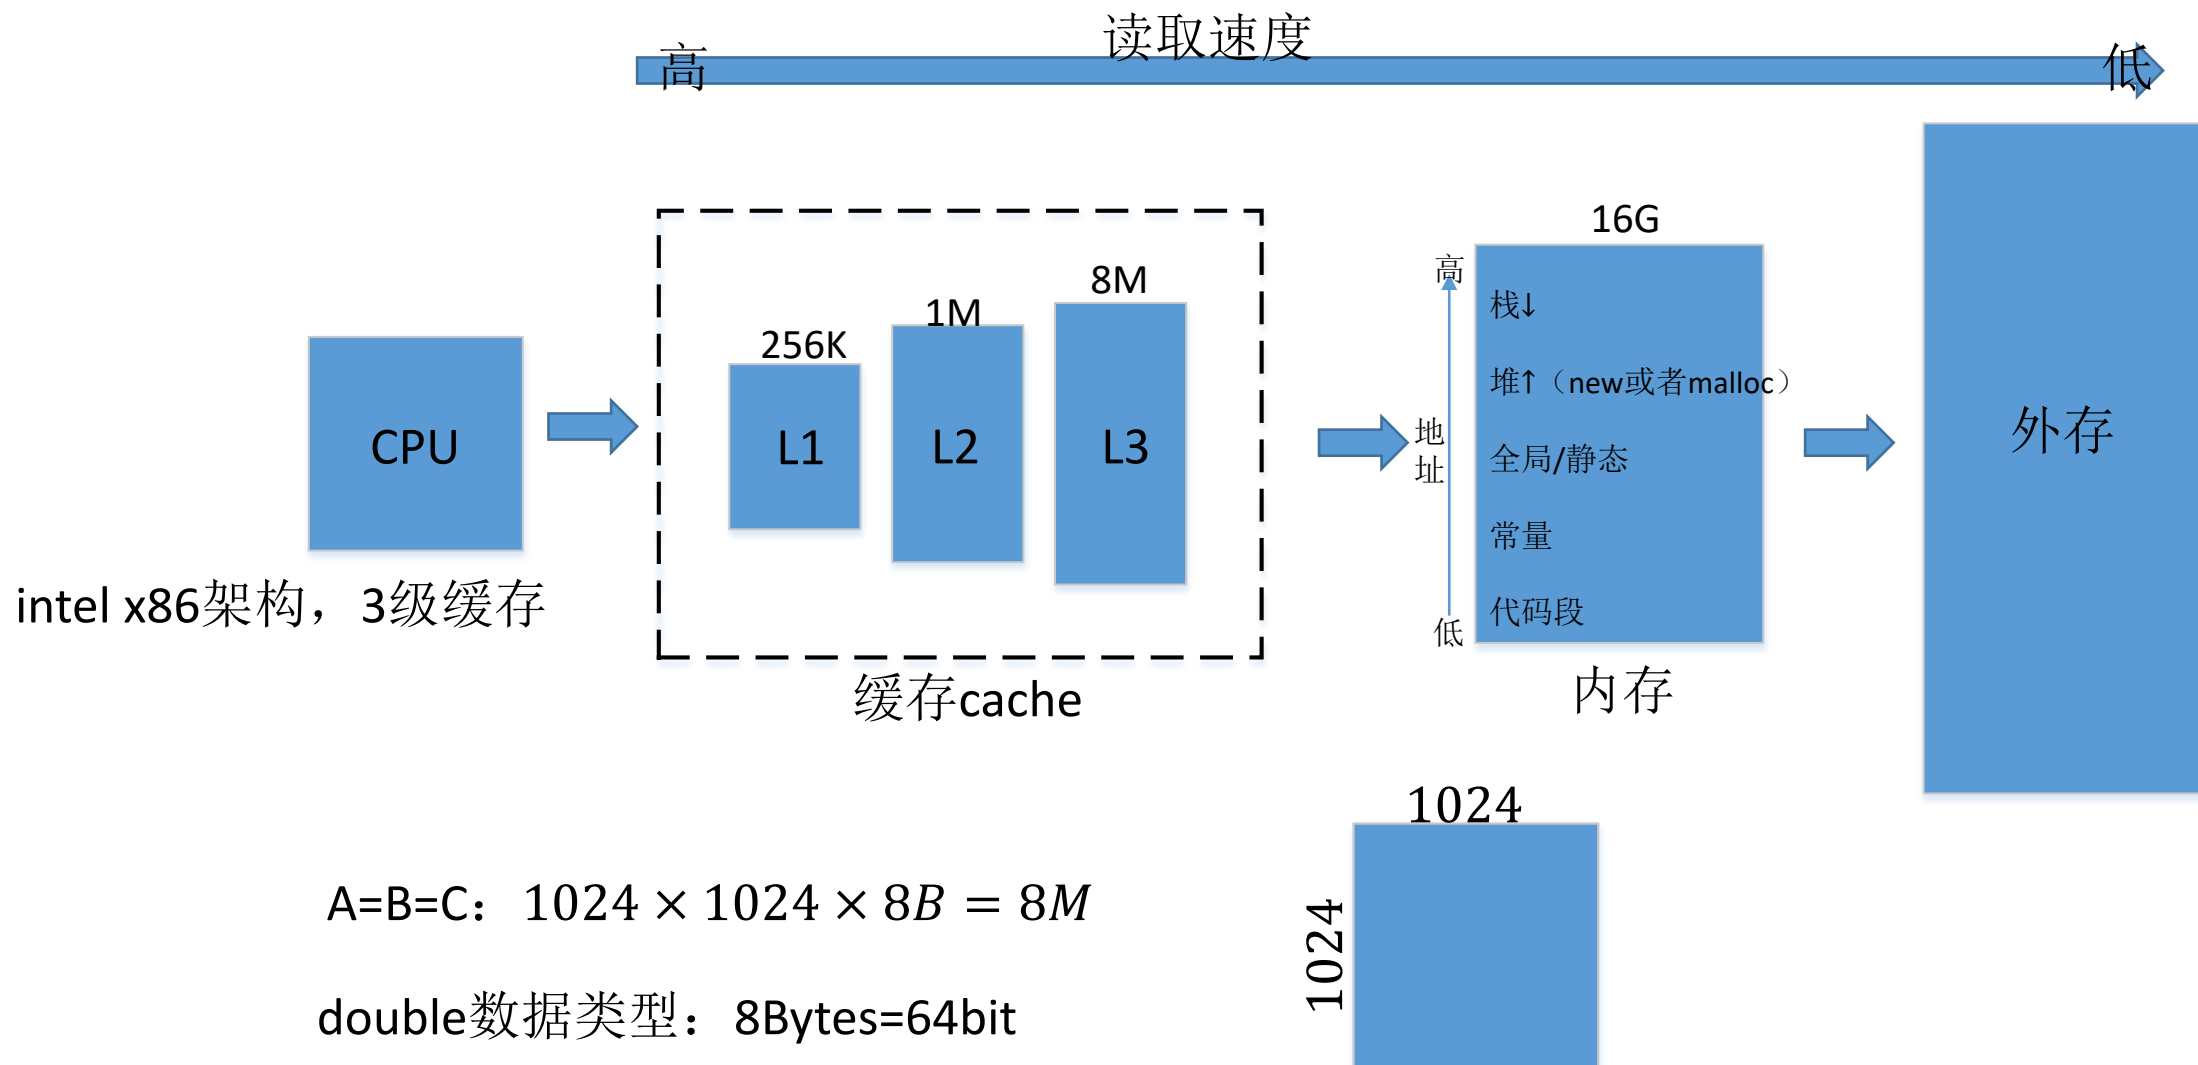 读取速度
高
低
16G
8M
1M
256K
高
栈↓
堆↑（new或者malloc）
地址
全局/静态
常量
代码段
低
CPU
L1
L2
L3
外存
intel x86架构，3级缓存
缓存cache
内存
1024
1024
A=B=C：1024 × 1024 × 8B = 8M
double数据类型：8Bytes=64bit